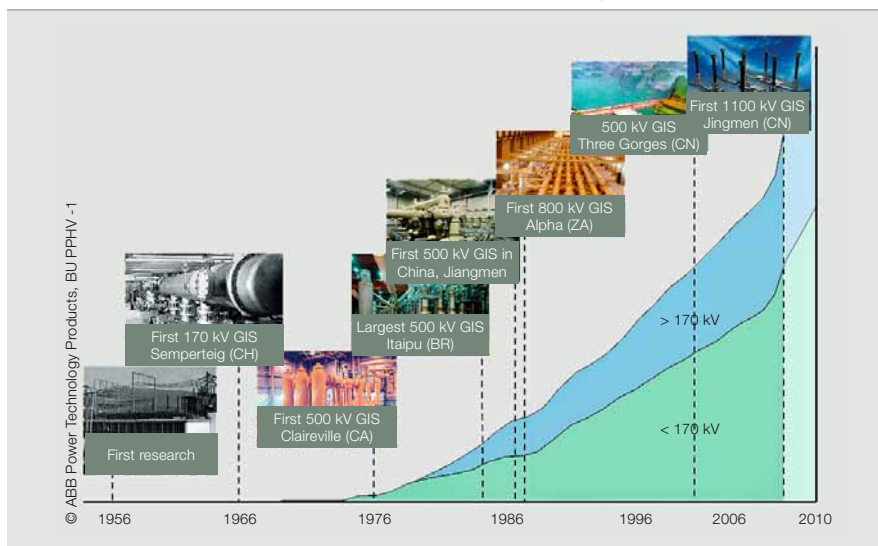 First 1100 kV GIS
Jingmen (CN)
500 kV GIS
Three Gorges (CN)
First 800 kV GIS
Alpha (ZA)
First 500 kV GIS in
China, Jiangmen
Largest 500 kV GIS
Itaipu (BR)
First 170 kV GIS
Semperteig (CH)
First 500 kV GIS
Claireville (CA)
First research
> 170 kV
< 170 kV
© ABB Power Technology Products, BU PPHV -1
1956 1966 1976 1986 1996 2006 2010